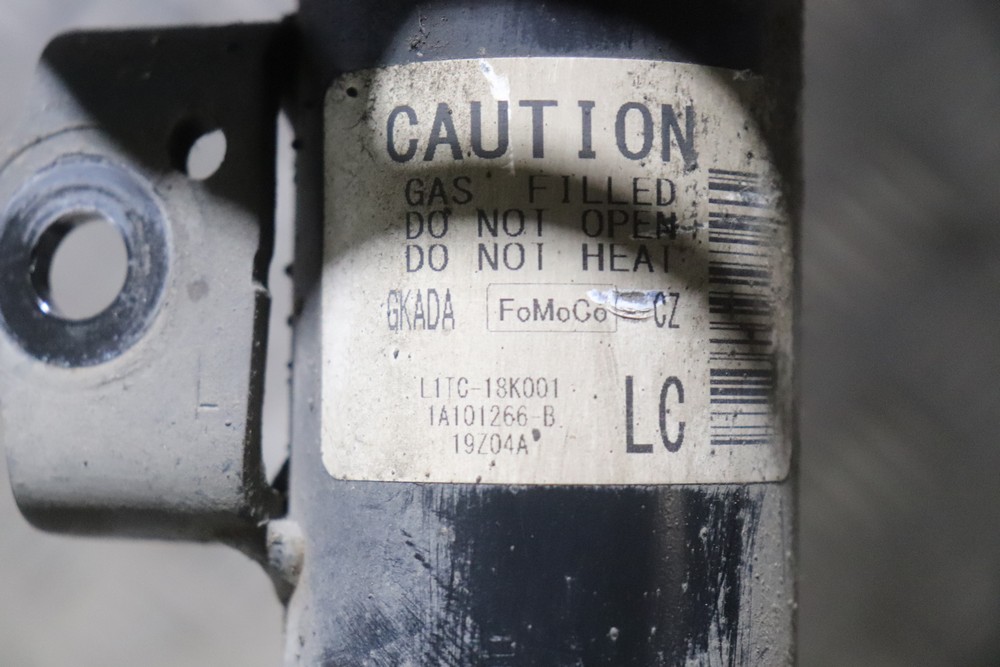 CAUTION
GAS FILLED
DO NOT OPEN
DO NOT HEAT
GKADA FoMoCo CZ
L1TC-18K001
1A101266-B
19Z04A
LC